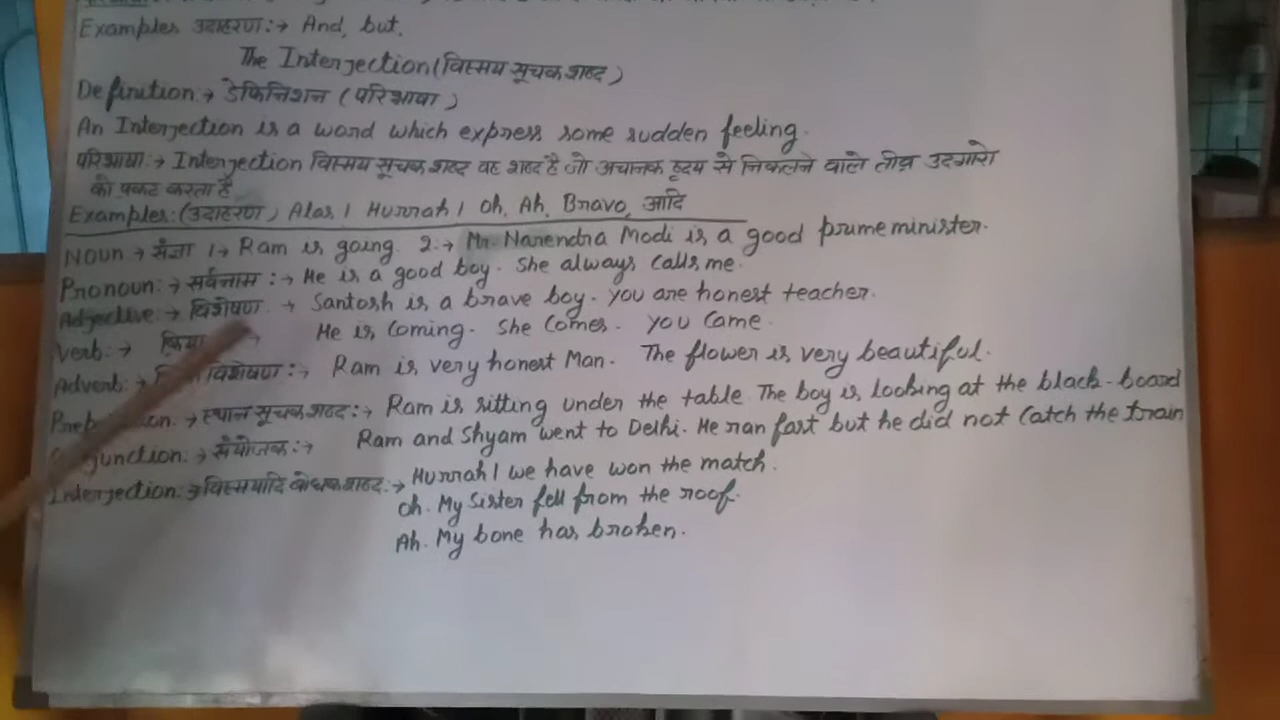 Examples उदाहरण:→ And, but,
The Interjection (विस्मय सूचक शब्द)
Definition → डेफिनिशन (परिभाषा)
An Interjection is a word which express some sudden feeling.
परिभाषा:→ Interjection विस्मय सूचक शब्द वह शब्द है जो अचानक हृदय से निकलने वाले तीव्र उदगारो
को प्रकट करता है
Examples:(उदाहरण) Alas! Hurrah! Oh, Ah, Bravo, आदि
Noun → संज्ञा 1→ Ram is going. 2:→ Mr. Narendra Modi is a good prime minister.
Pronoun:→ सर्वनाम:→ He is a good boy. She always calls me.
Adjective:→ विशेषण → Santosh is a brave boy. You are honest teacher.
Verb:→ He is coming. She comes. You came.
Adverb:→ विशेषण:→ Ram is very honest Man. The flower is very beautiful.
→ स्थान सूचक शब्द:→ Ram is sitting under the table. The boy is looking at the black-board
→ संयोजक:→ Ram and Shyam went to Delhi. He ran fast but he did not catch the train
Interjection:→ विस्मयादि बोधक शब्द:→ Hurrah! we have won the match.
Oh. My Sister fell from the roof.
Ah. My bone has broken.